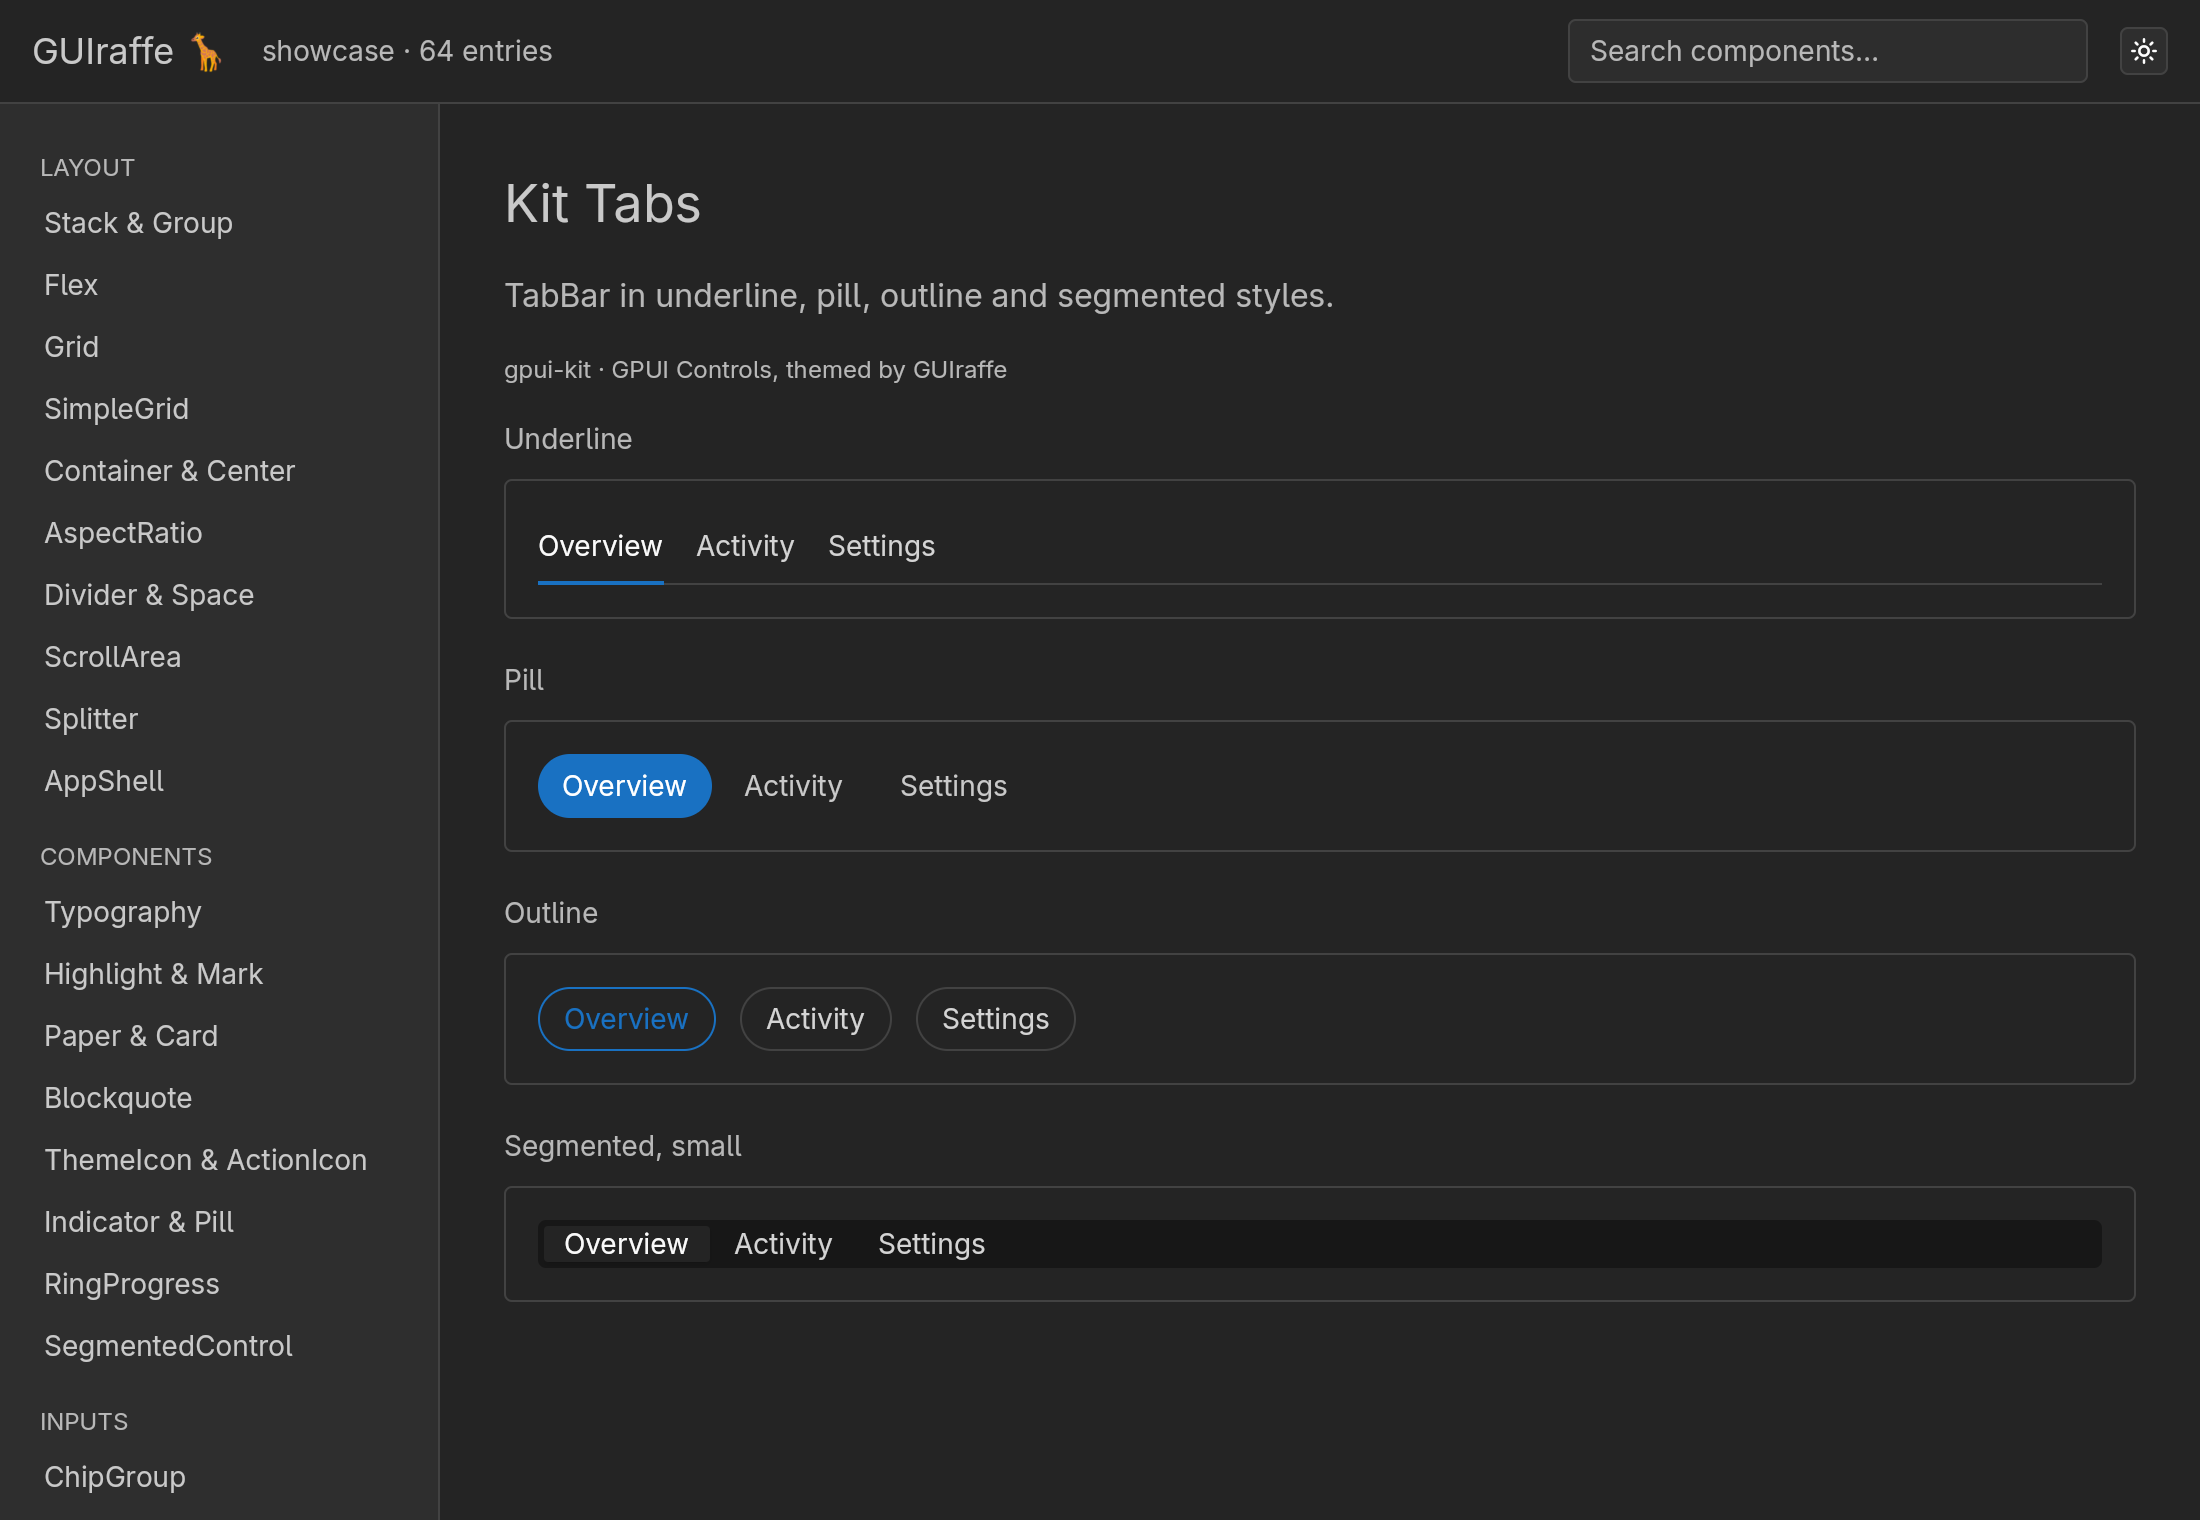 GUIraffe 🦒 showcase · 64 entries Search components...
LAYOUT
Stack & Group
Flex
Grid
SimpleGrid
Container & Center
AspectRatio
Divider & Space
ScrollArea
Splitter
AppShell
COMPONENTS
Typography
Highlight & Mark
Paper & Card
Blockquote
ThemeIcon & ActionIcon
Indicator & Pill
RingProgress
SegmentedControl
INPUTS
ChipGroup
Kit Tabs
TabBar in underline, pill, outline and segmented styles.
gpui-kit · GPUI Controls, themed by GUIraffe
Underline
Overview Activity Settings
Pill
Overview Activity Settings
Outline
Overview Activity Settings
Segmented, small
Overview Activity Settings